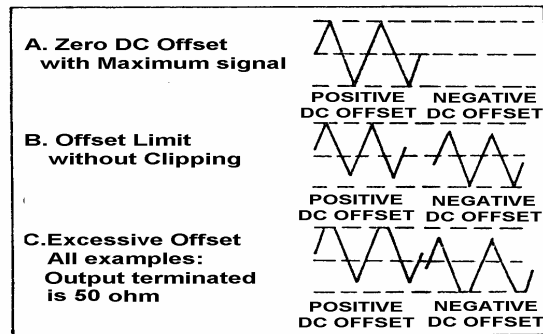 A. Zero DC Offset
with Maximum signal
POSITIVE NEGATIVE
DC OFFSET DC OFFSET
B. Offset Limit
without Clipping
POSITIVE NEGATIVE
DC OFFSET DC OFFSET
C.Excessive Offset
All examples:
Output terminated
is 50 ohm
POSITIVE NEGATIVE
DC OFFSET DC OFFSET